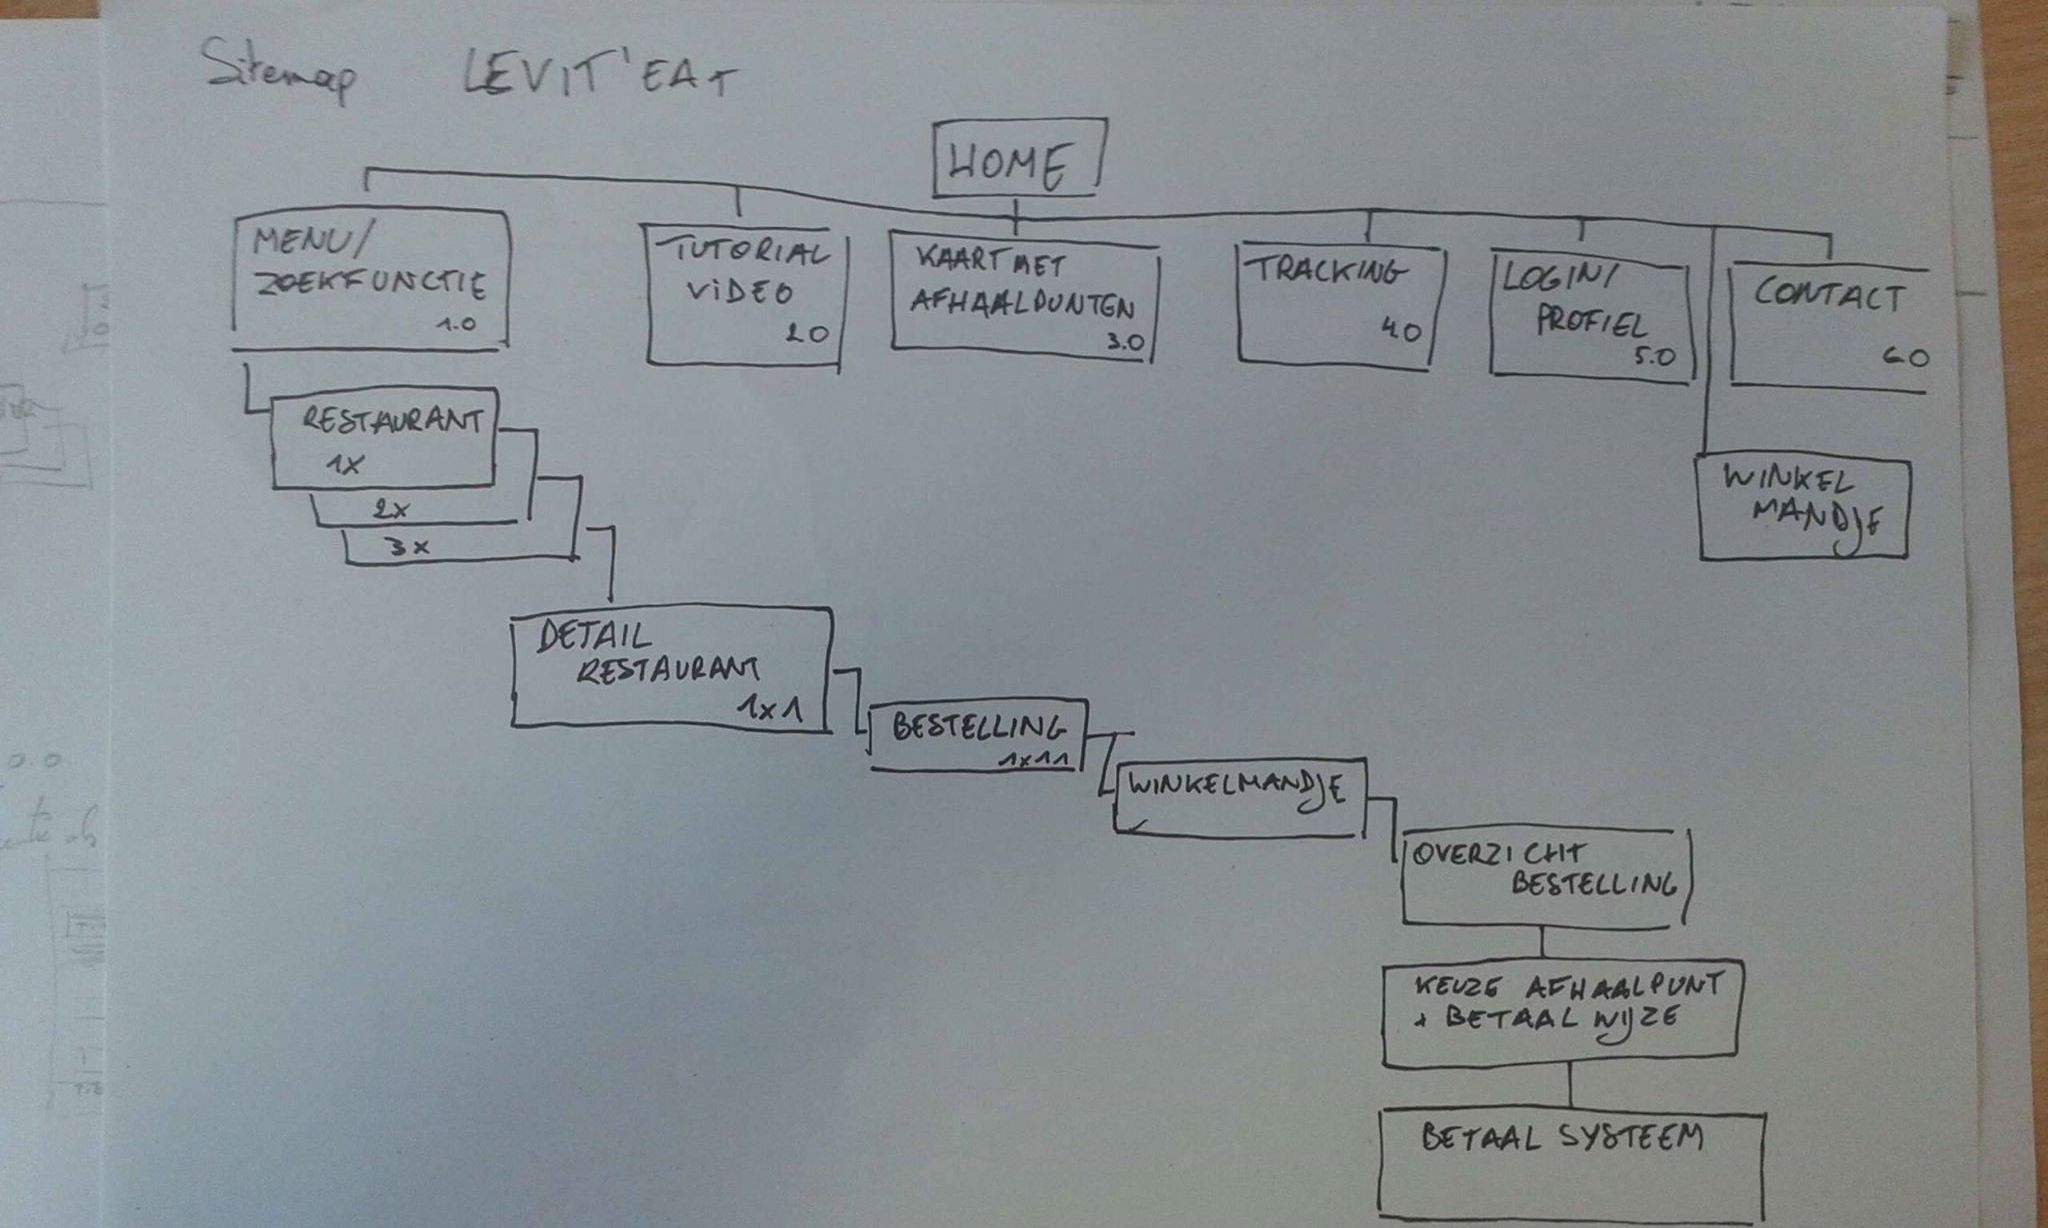 Sitemap LEVIT'EAT
HOME
MENU/
ZOEKFUNCTIE
1.0
TUTORIAL
VIDEO
2.0
KAART MET
AFHAALPUNTEN
3.0
TRACKING
4.0
LOGIN/
PROFIEL
5.0
CONTACT
6.0
RESTAURANT
1x
2x
3x
WINKEL
MANDJE
DETAIL
RESTAURANT
1x1
BESTELLING
1x11
WINKELMANDJE
OVERZICHT
BESTELLING
KEUZE AFHAALPUNT
+ BETAAL WIJZE
BETAAL SYSTEEM
0.0